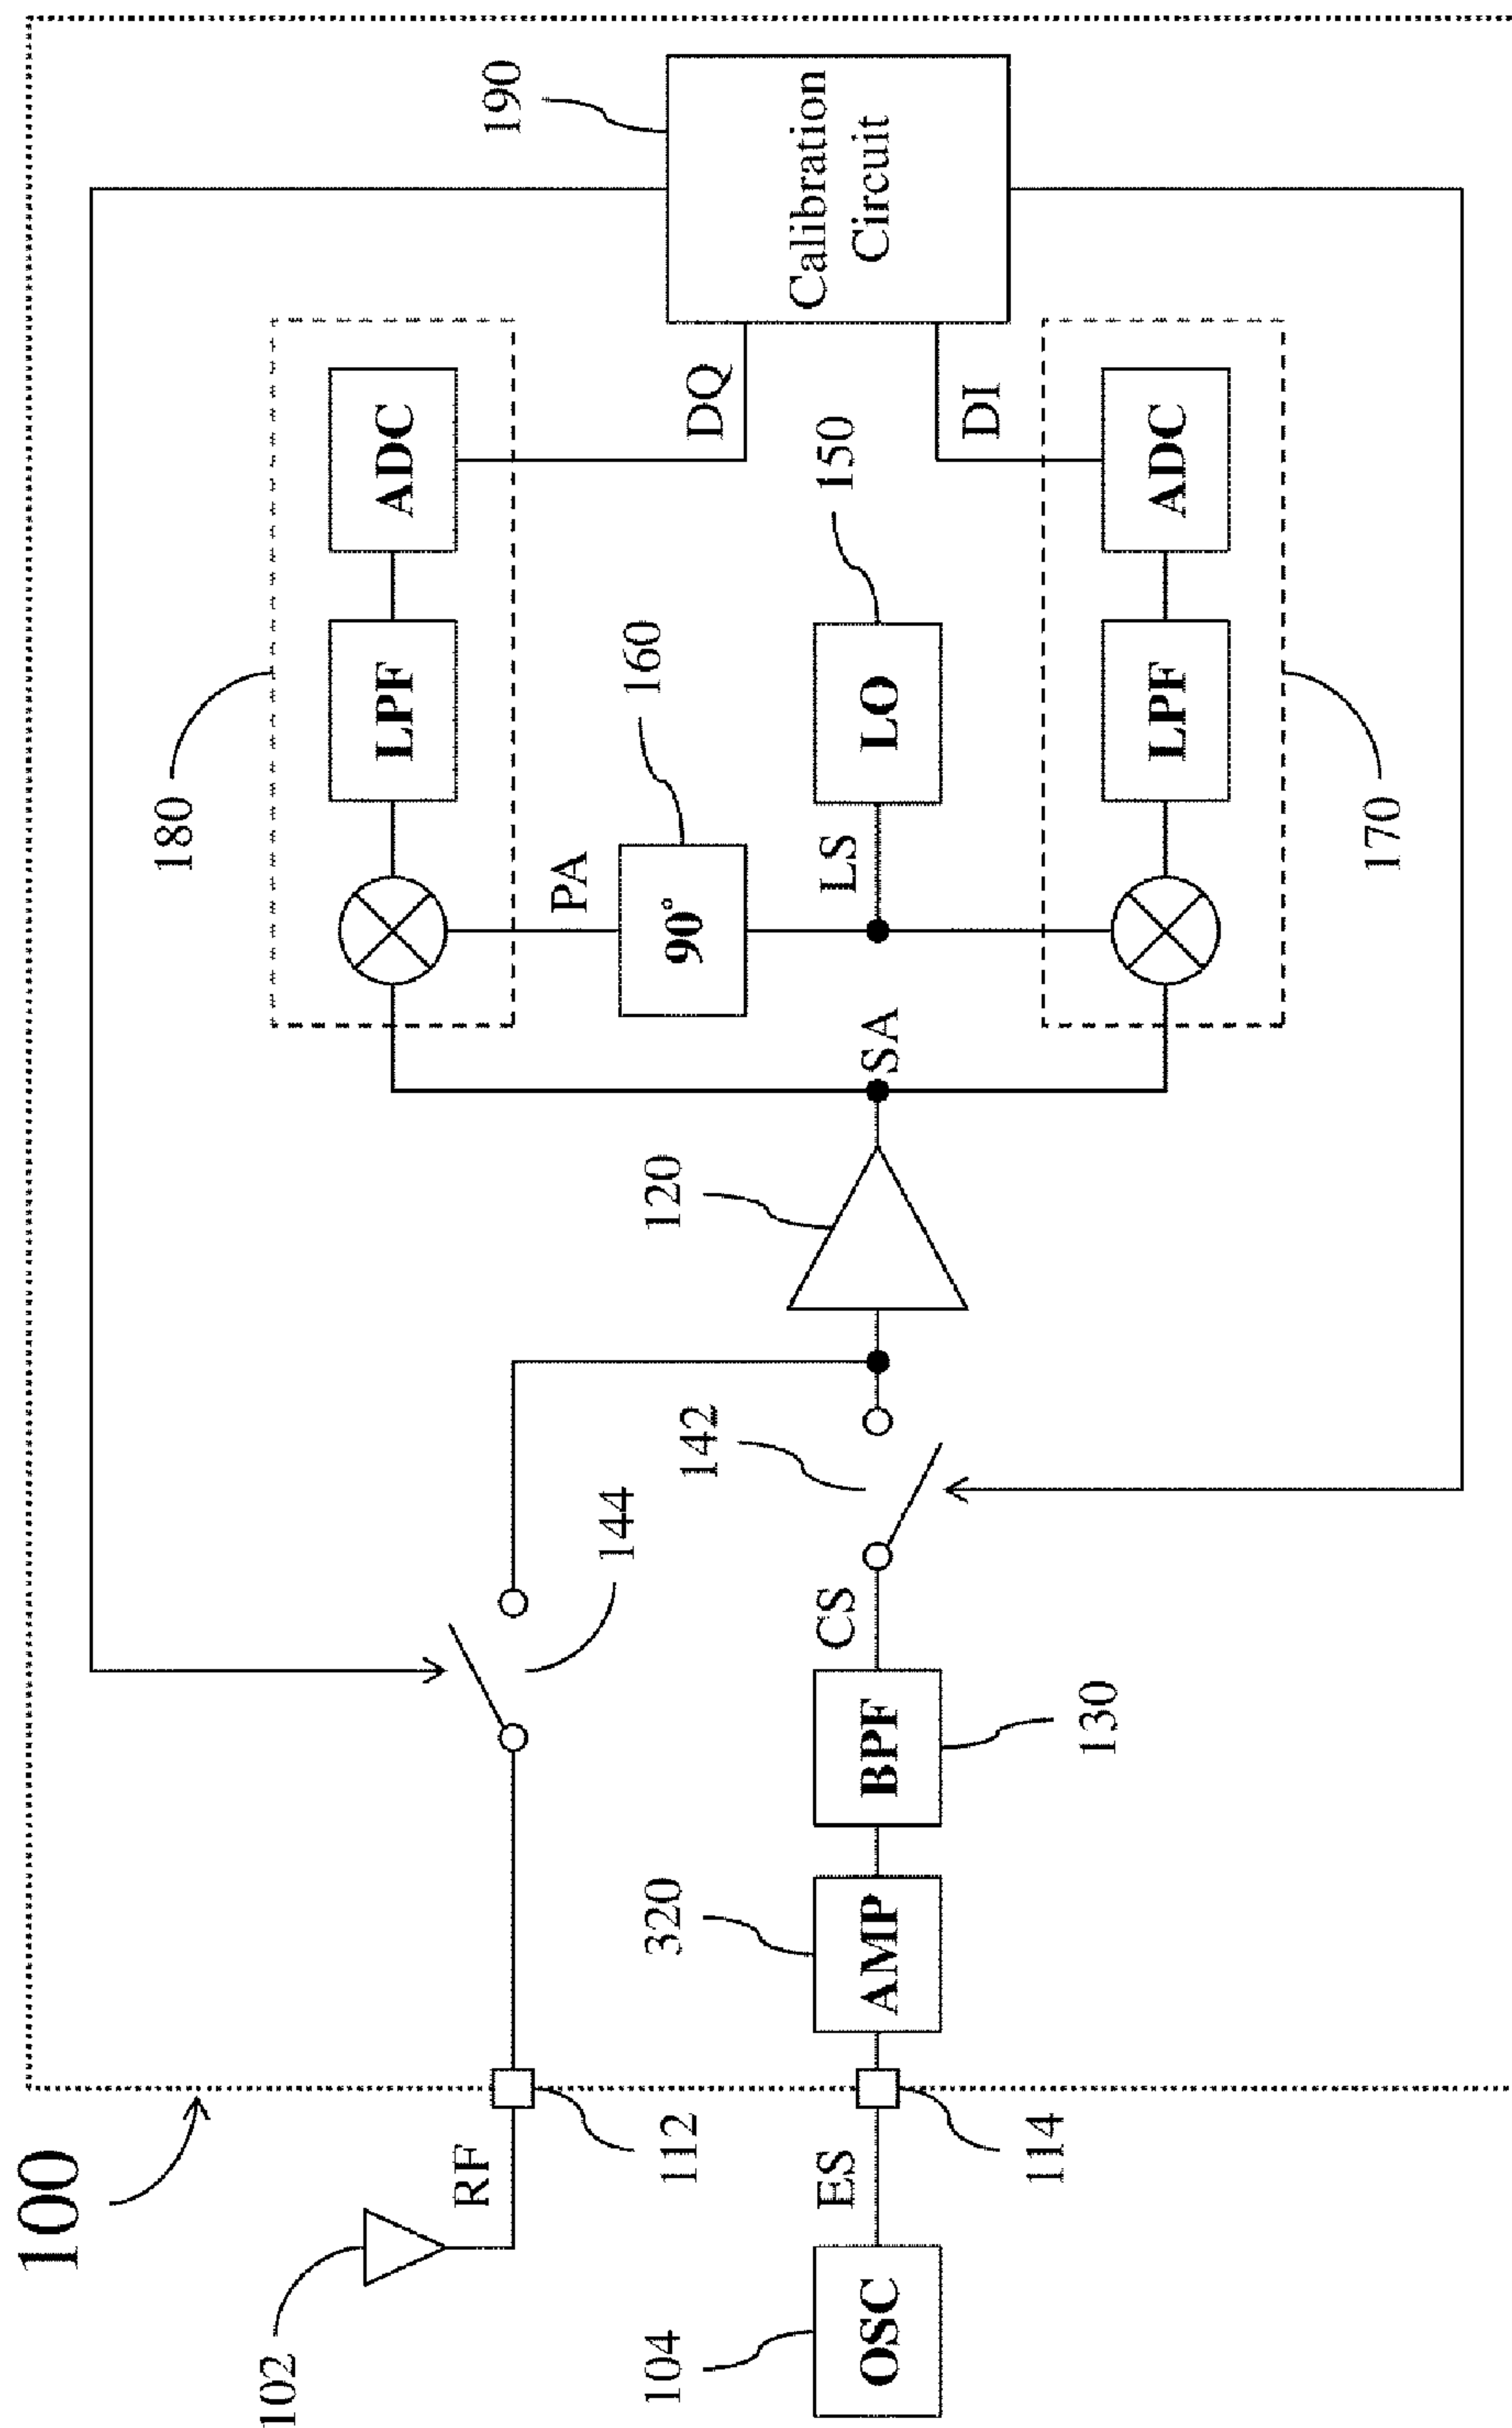 100
102
RF
112
144
104
OSC
ES
114
320
AMP
BPF
130
CS
142
120
SA
180
LPF
ADC
PA
90°
160
LS
LO
150
DQ
DI
LPF
ADC
170
190
Calibration
Circuit